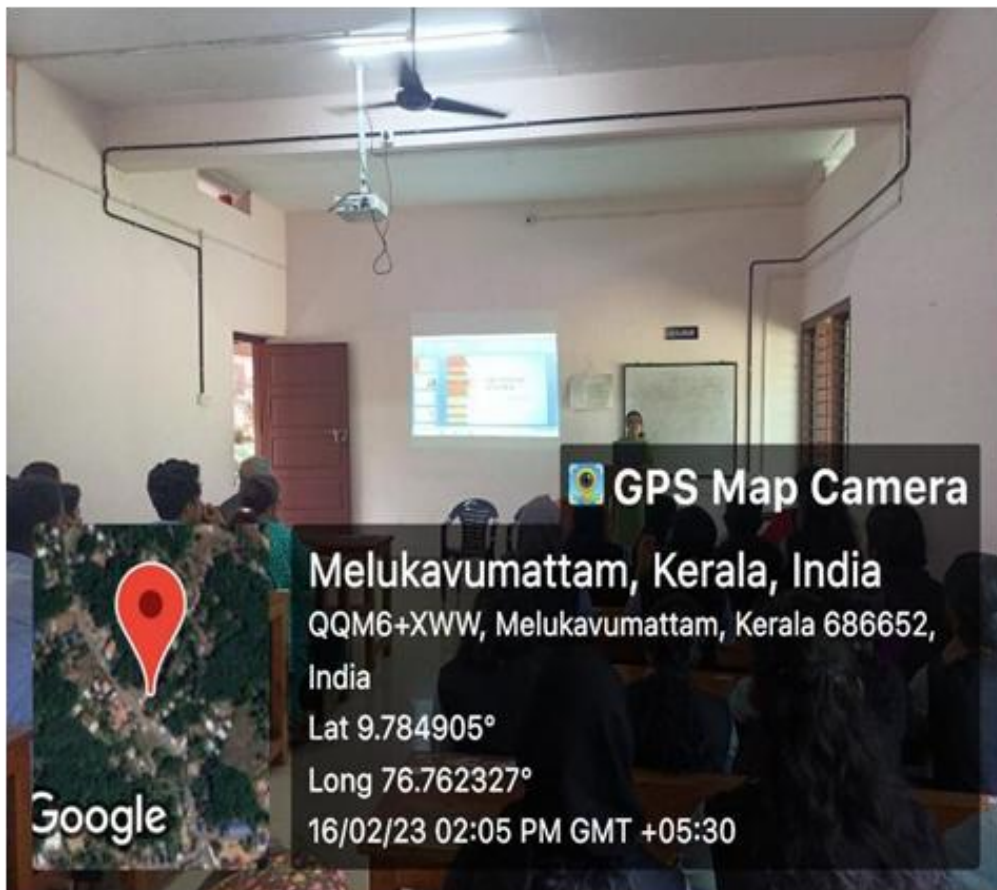 GPS Map Camera
Melukavumattam, Kerala, India
QQM6+XWW, Melukavumattam, Kerala 686652,
India
Lat 9.784905°
Long 76.762327°
16/02/23 02:05 PM GMT +05:30
Google